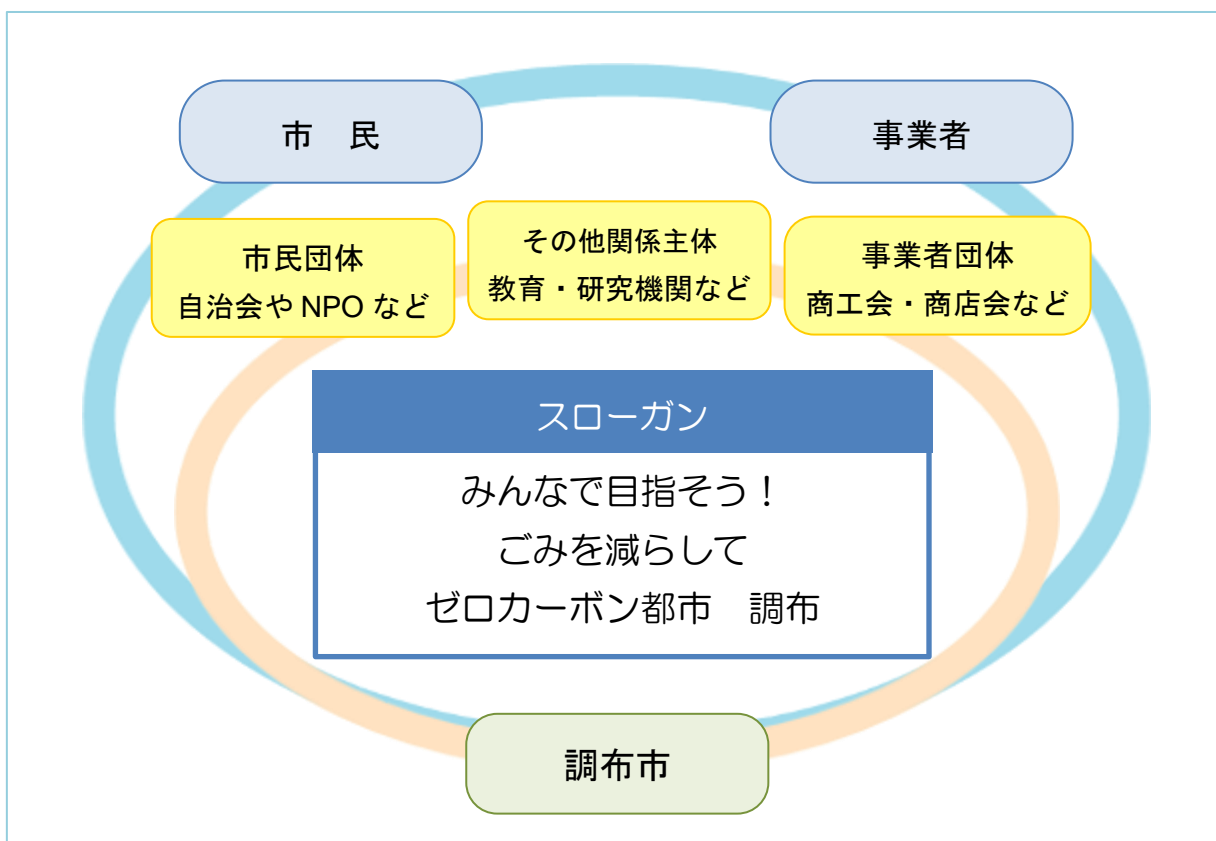 市　民
事業者
市民団体
自治会や NPO など
その他関係主体
教育・研究機関など
事業者団体
商工会・商店会など
スローガン
みんなで目指そう！
ごみを減らして
ゼロカーボン都市　調布
調布市